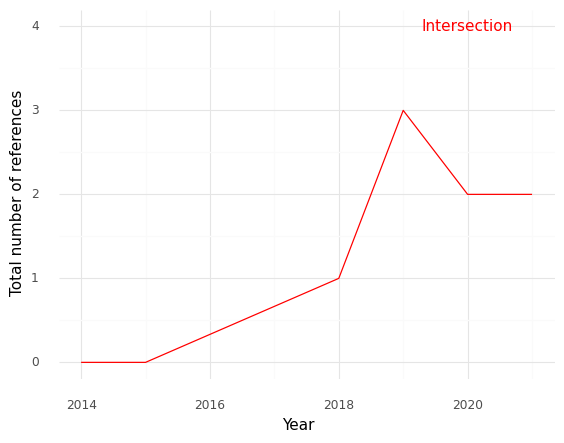 Intersection
4
3
2
1
0
Total number of references
2014 2016 2018 2020
Year